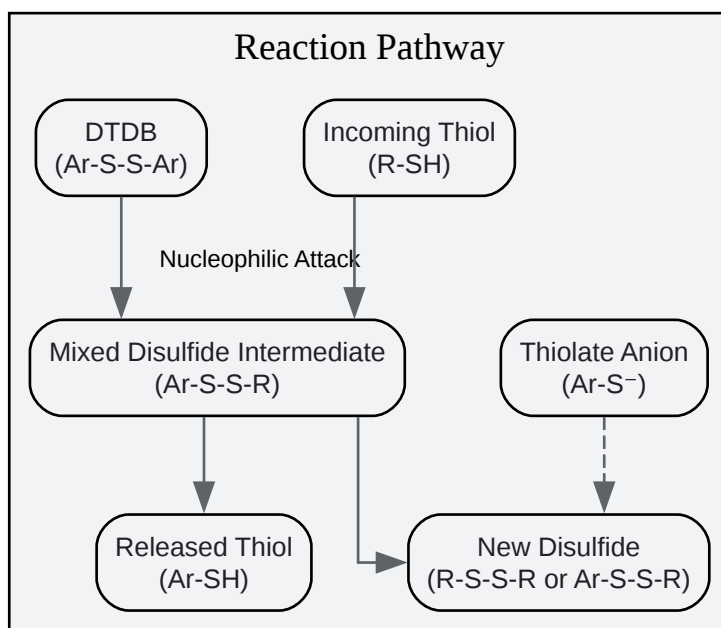 Reaction Pathway
DTDB
(Ar-S-S-Ar)
Incoming Thiol
(R-SH)
Nucleophilic Attack
Mixed Disulfide Intermediate
(Ar-S-S-R)
Thiolate Anion
(Ar-S⁻)
Released Thiol
(Ar-SH)
New Disulfide
(R-S-S-R or Ar-S-S-R)